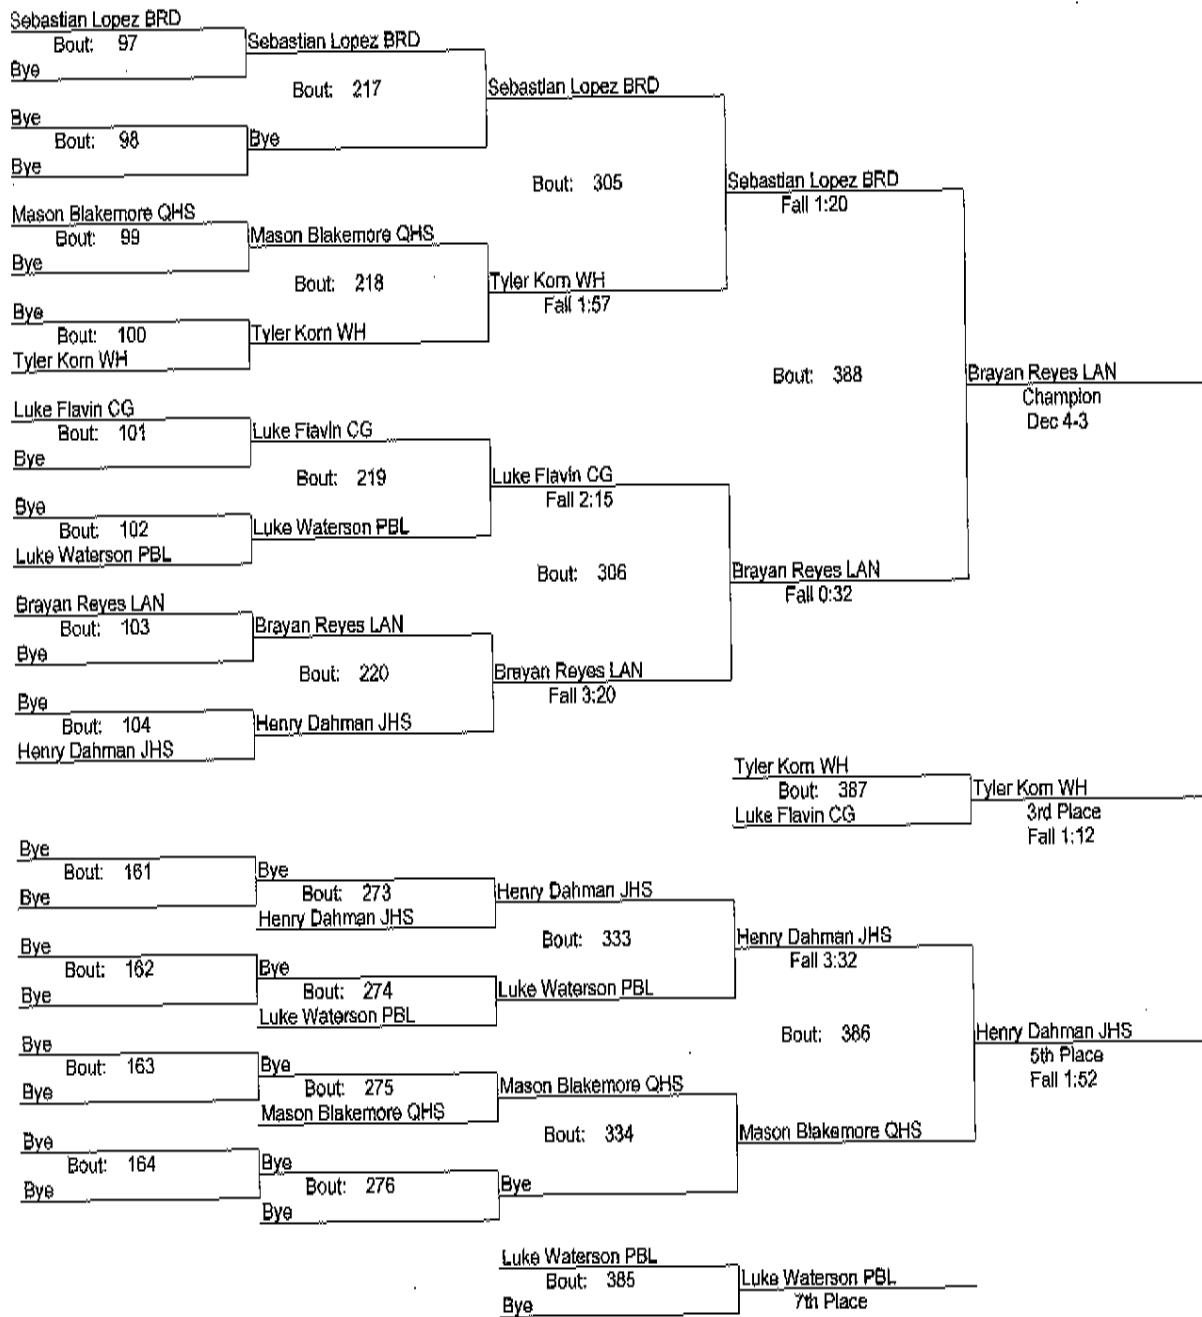 Sebastian Lopez BRD
Bout: 97
Bye
Sebastian Lopez BRD
Bout: 217
Bye
Bout: 98
Bye
Bye
Sebastian Lopez BRD
Bout: 305
Mason Blakemore QHS
Bout: 99
Bye
Mason Blakemore QHS
Bout: 218
Bye
Bout: 100
Tyler Korn WH
Tyler Korn WH
Tyler Korn WH
Fall 1:57
Sebastian Lopez BRD
Fall 1:20
Bout: 388
Luke Flavin CG
Bout: 101
Bye
Luke Flavin CG
Bout: 219
Bye
Bout: 102
Luke Waterson PBL
Luke Waterson PBL
Luke Flavin CG
Fall 2:15
Bout: 306
Brayan Reyes LAN
Bout: 103
Bye
Brayan Reyes LAN
Bout: 220
Bye
Bout: 104
Henry Dahman JHS
Henry Dahman JHS
Brayan Reyes LAN
Fall 3:20
Brayan Reyes LAN
Fall 0:32
Brayan Reyes LAN
Champion
Dec 4-3
Tyler Korn WH
Bout: 387
Luke Flavin CG
Tyler Korn WH
3rd Place
Fall 1:12
Bye
Bout: 161
Bye
Bye
Bout: 273
Henry Dahman JHS
Henry Dahman JHS
Bout: 333
Bye
Bout: 162
Bye
Bye
Bout: 274
Luke Waterson PBL
Luke Waterson PBL
Henry Dahman JHS
Fall 3:32
Bout: 386
Bye
Bout: 163
Bye
Bye
Bout: 275
Mason Blakemore QHS
Mason Blakemore QHS
Bout: 334
Bye
Bout: 164
Bye
Bye
Bout: 276
Bye
Bye
Mason Blakemore QHS
Henry Dahman JHS
5th Place
Fall 1:52
Luke Waterson PBL
Bout: 385
Bye
Luke Waterson PBL
7th Place